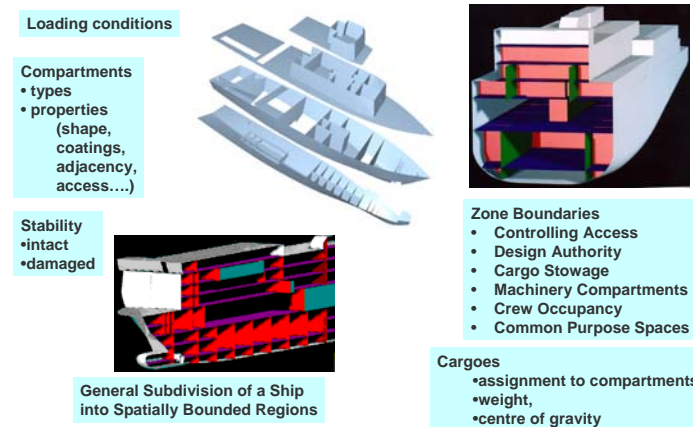 Loading conditions
Compartments
• types
• properties
(shape,
coatings,
adjacency,
access….)
Stability
•intact
•damaged
General Subdivision of a Ship
into Spatially Bounded Regions
Zone Boundaries
• Controlling Access
• Design Authority
• Cargo Stowage
• Machinery Compartments
• Crew Occupancy
• Common Purpose Spaces
Cargoes
•assignment to compartments
•weight,
•centre of gravity